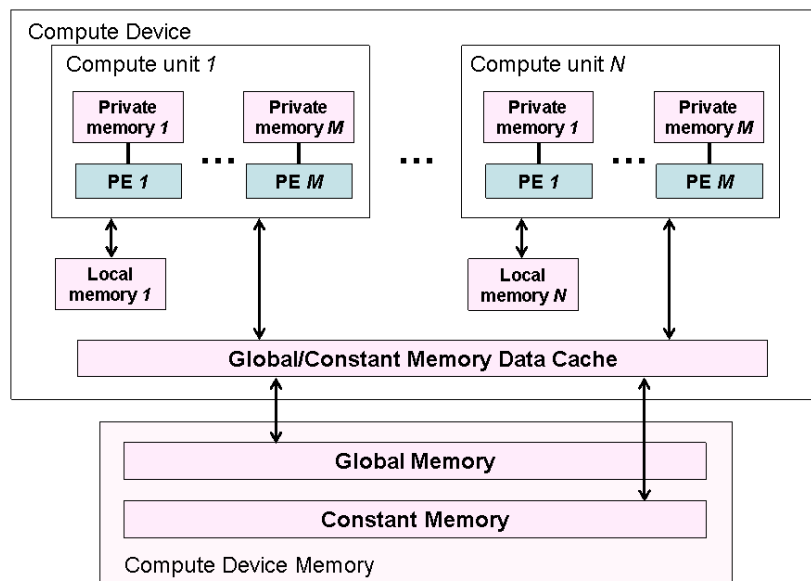 Compute Device
Compute unit 1
Compute unit N
Private
memory 1
Private
memory M
Private
memory 1
Private
memory M
...
...
...
PE 1
PE M
PE 1
PE M
Local
memory 1
Local
memory N
Global/Constant Memory Data Cache
Global Memory
Constant Memory
Compute Device Memory